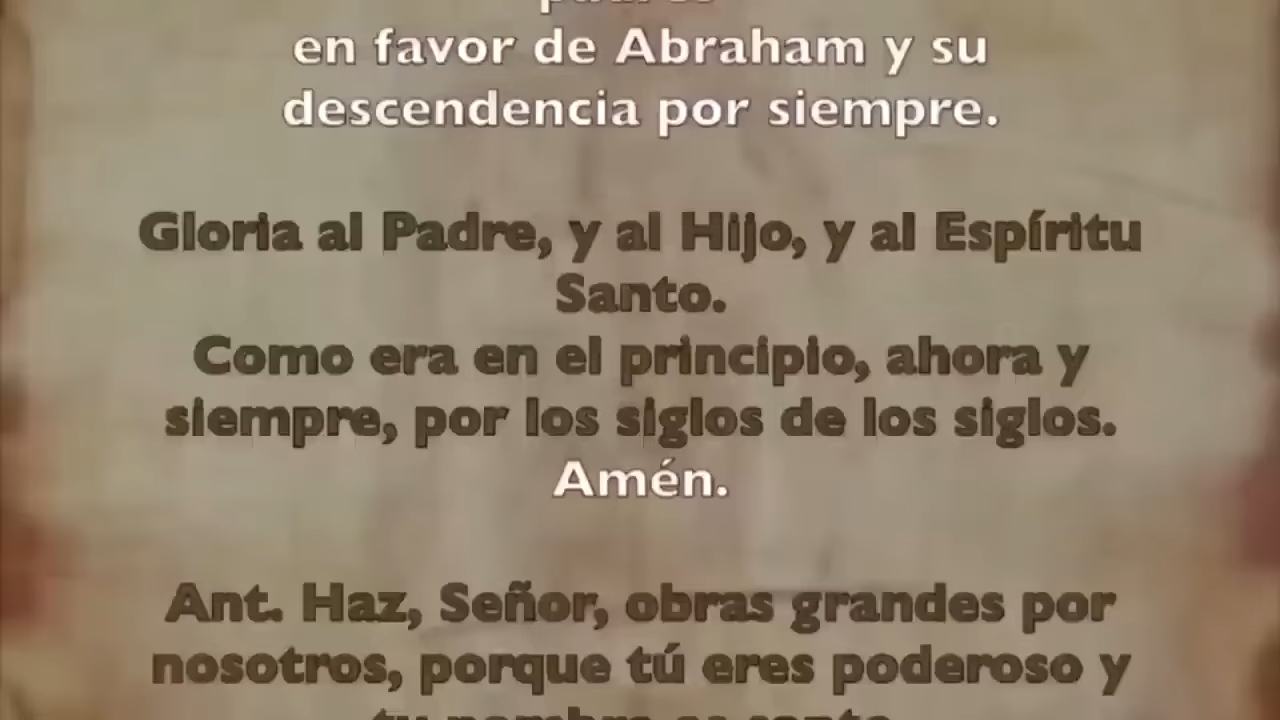 en favor de Abraham y su
descendencia por siempre.
Gloria al Padre, y al Hijo, y al Espíritu
Santo.
Como era en el principio, ahora y
siempre, por los siglos de los siglos.
Amén.
Ant. Haz, Señor, obras grandes por
nosotros, porque tú eres poderoso y